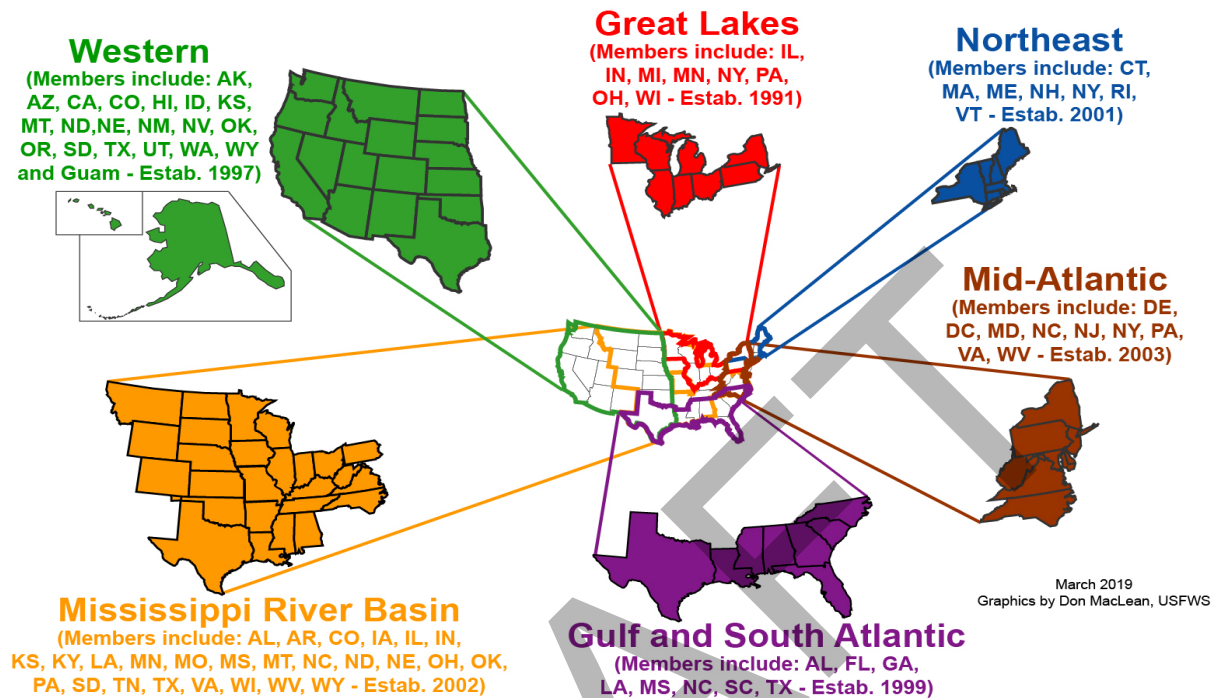 Western
(Members include: AK,
AZ, CA, CO, HI, ID, KS,
MT, ND,NE, NM, NV, OK,
OR, SD, TX, UT, WA, WY
and Guam - Estab. 1997)
Great Lakes
(Members include: IL,
IN, MI, MN, NY, PA,
OH, WI - Estab. 1991)
Northeast
(Members include: CT,
MA, ME, NH, NY, RI,
VT - Estab. 2001)
Mid-Atlantic
(Members include: DE,
DC, MD, NC, NJ, NY, PA,
VA, WV - Estab. 2003)
Mississippi River Basin
(Members include: AL, AR, CO, IA, IL, IN,
KS, KY, LA, MN, MO, MS, MT, NC, ND, NE, OH, OK,
PA, SD, TN, TX, VA, WI, WV, WY - Estab. 2002)
Gulf and South Atlantic
(Members include: AL, FL, GA,
LA, MS, NC, SC, TX - Estab. 1999)
March 2019
Graphics by Don MacLean, USFWS